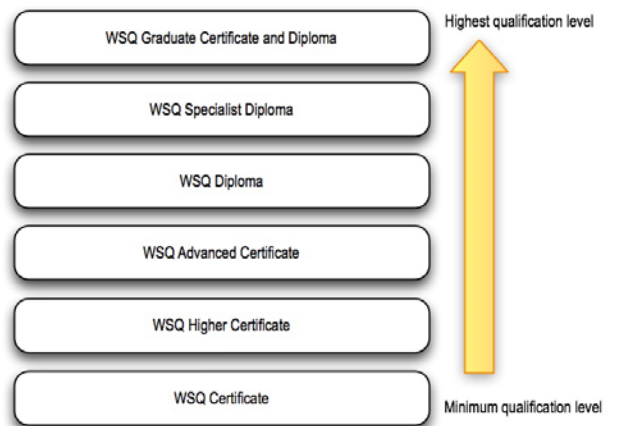 WSQ Graduate Certificate and Diploma
Highest qualification level
WSQ Specialist Diploma
WSQ Diploma
WSQ Advanced Certificate
WSQ Higher Certificate
WSQ Certificate
Minimum qualification level